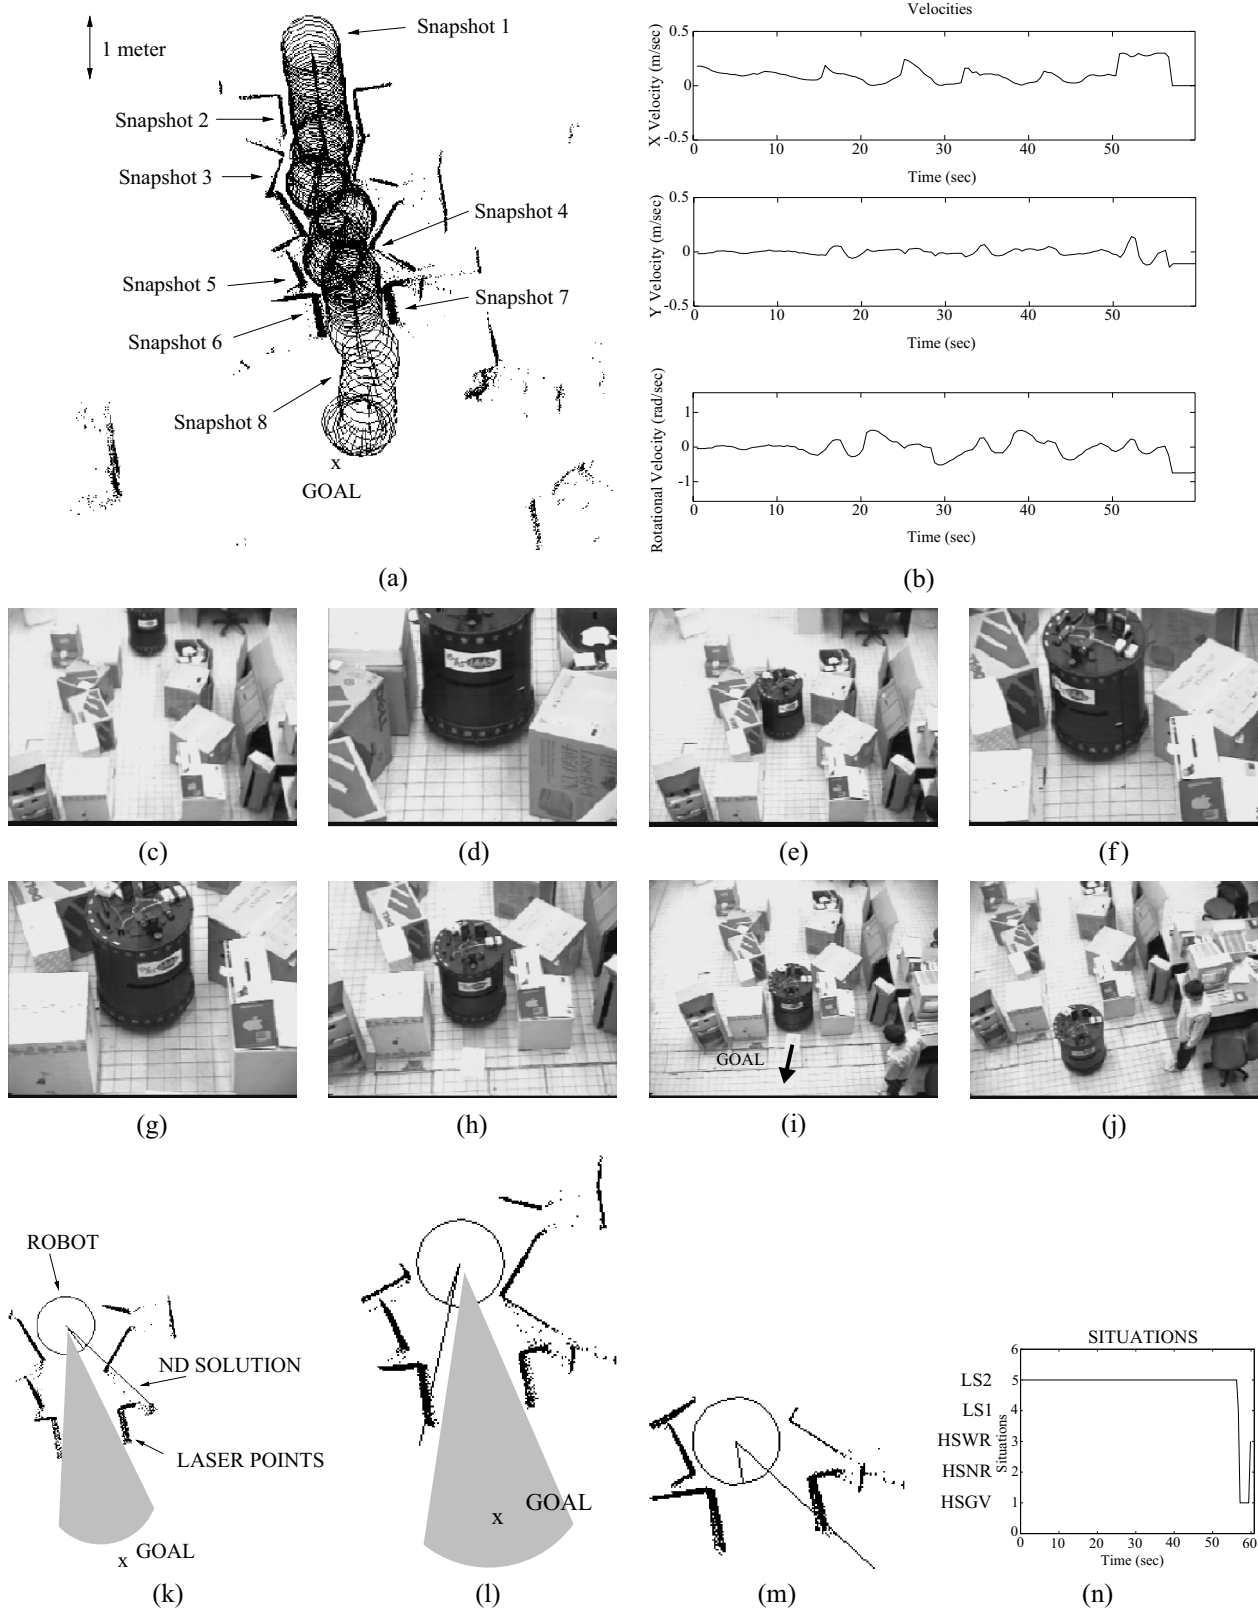 1 meter
Snapshot 1
Snapshot 2
Snapshot 3
Snapshot 4
Snapshot 5
Snapshot 6
Snapshot 7
Snapshot 8
x
GOAL
(a)
Velocities
X Velocity (m/sec)
0.5
0
-0.5
0 10 20 30 40 50
Time (sec)
Y Velocity (m/sec)
0.5
0
-0.5
0 10 20 30 40 50
Time (sec)
Rotational Velocity (rad/sec)
1
0
-1
0 10 20 30 40 50
Time (sec)
(b)
(c)
(d)
(e)
(f)
(g)
(h)
GOAL
(i)
(j)
ROBOT
ND SOLUTION
LASER POINTS
x GOAL
(k)
GOAL
x
(l)
(m)
SITUATIONS
Situations
6
LS2 5
LS1 4
HSWR 3
HSNR 2
HSGV 1
0
0 10 20 30 40 50 60
Time (sec)
(n)